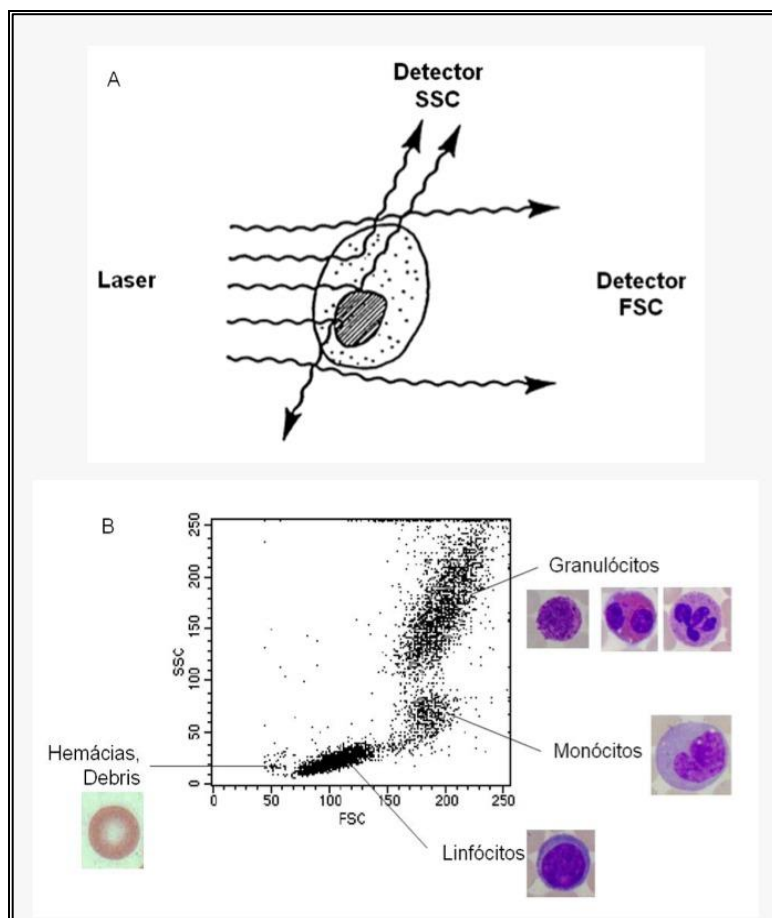 A
Detector
SSC
Laser
Detector
FSC
B
250
200
150
100
50
0
SSC
0
50
100
150
200
250
FSC
Granulócitos
Monócitos
Hemácias,
Debris
Linfócitos